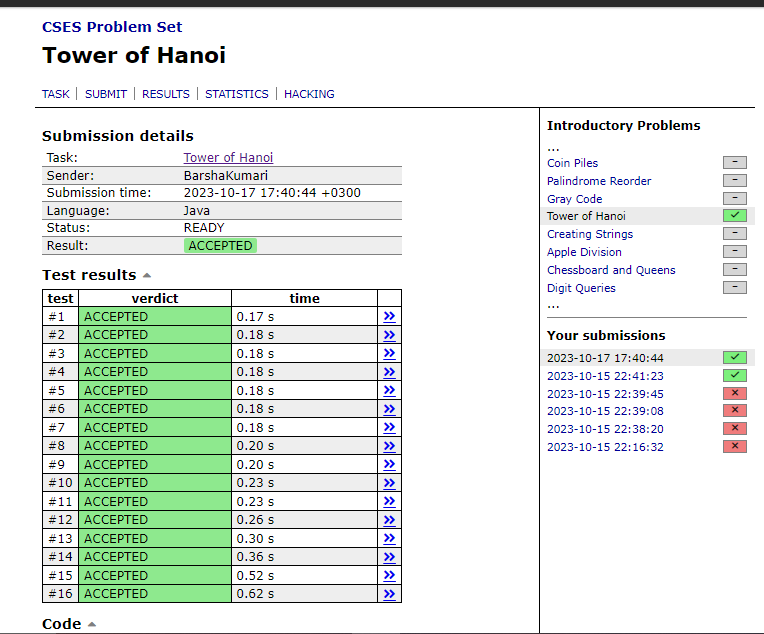 CSES Problem Set
Tower of Hanoi
TASK | SUBMIT | RESULTS | STATISTICS | HACKING
Submission details
Task: Tower of Hanoi
Sender: BarshaKumari
Submission time: 2023-10-17 17:40:44 +0300
Language: Java
Status: READY
Result: ACCEPTED
Test results
test verdict time
#1 ACCEPTED 0.17 s »
#2 ACCEPTED 0.18 s »
#3 ACCEPTED 0.18 s »
#4 ACCEPTED 0.18 s »
#5 ACCEPTED 0.18 s »
#6 ACCEPTED 0.18 s »
#7 ACCEPTED 0.18 s »
#8 ACCEPTED 0.20 s »
#9 ACCEPTED 0.20 s »
#10 ACCEPTED 0.23 s »
#11 ACCEPTED 0.23 s »
#12 ACCEPTED 0.26 s »
#13 ACCEPTED 0.30 s »
#14 ACCEPTED 0.36 s »
#15 ACCEPTED 0.52 s »
#16 ACCEPTED 0.62 s »
Code
Introductory Problems
...
Coin Piles –
Palindrome Reorder –
Gray Code –
Tower of Hanoi ✓
Creating Strings –
Apple Division –
Chessboard and Queens –
Digit Queries –
...
Your submissions
2023-10-17 17:40:44 ✓
2023-10-15 22:41:23 ✓
2023-10-15 22:39:45 ×
2023-10-15 22:39:08 ×
2023-10-15 22:38:20 ×
2023-10-15 22:16:32 ×